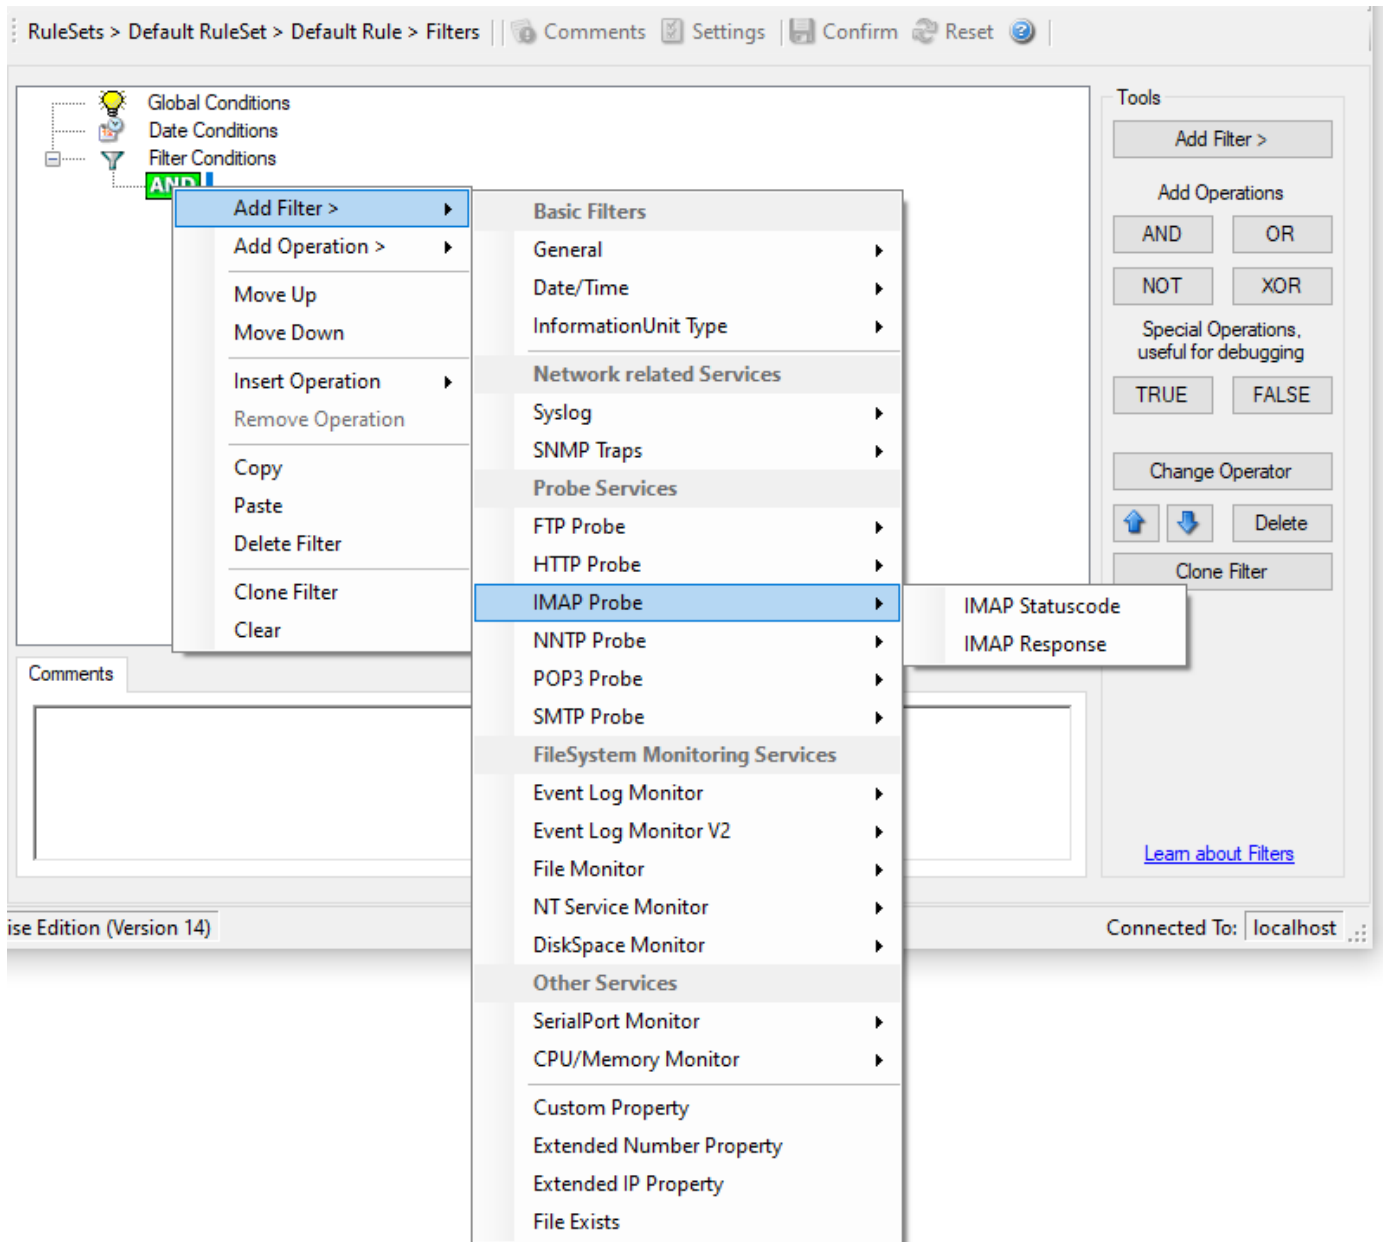 RuleSets > Default RuleSet > Default Rule > Filters Comments Settings Confirm Reset
Global Conditions
Date Conditions
Filter Conditions
AND
Add Filter >
Add Operation >
Move Up
Move Down
Insert Operation
Remove Operation
Copy
Paste
Delete Filter
Clone Filter
Clear
Basic Filters
General
Date/Time
InformationUnit Type
Network related Services
Syslog
SNMP Traps
Probe Services
FTP Probe
HTTP Probe
IMAP Probe
NNTP Probe
POP3 Probe
SMTP Probe
FileSystem Monitoring Services
Event Log Monitor
Event Log Monitor V2
File Monitor
NT Service Monitor
DiskSpace Monitor
Other Services
SerialPort Monitor
CPU/Memory Monitor
Custom Property
Extended Number Property
Extended IP Property
File Exists
IMAP Statuscode
IMAP Response
Tools
Add Filter >
Add Operations
AND OR
NOT XOR
Special Operations,
useful for debugging
TRUE FALSE
Change Operator
Delete
Clone Filter
Learn about Filters
Comments
ise Edition (Version 14)
Connected To: localhost